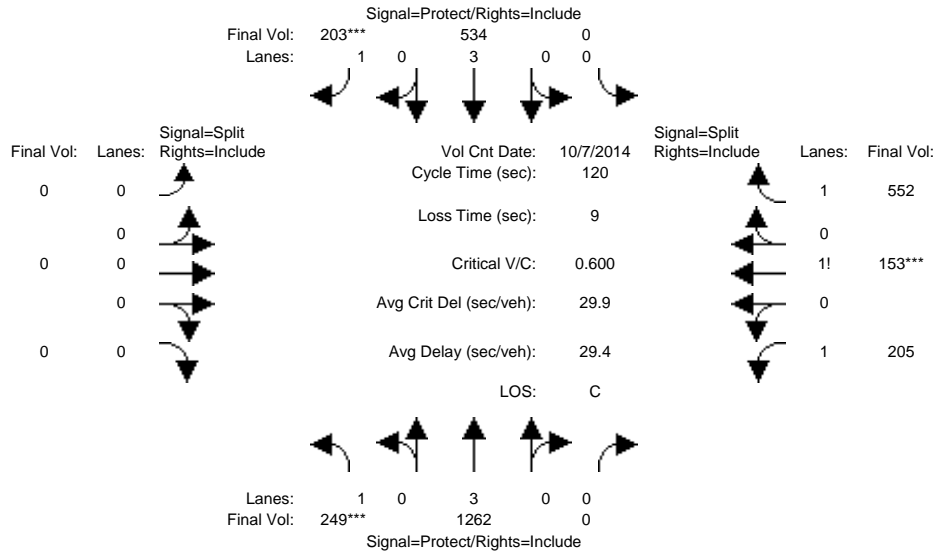 Signal=Protect/Rights=Include
Final Vol: 203*** 534 0
Lanes: 1 0 3 0 0
Signal=Split Signal=Split
Final Vol: Lanes: Rights=Include Vol Cnt Date: 10/7/2014 Rights=Include Lanes: Final Vol:
Cycle Time (sec): 120
0 0 1 552
Loss Time (sec): 9
0 0
0 0 Critical V/C: 0.600 1! 153***
0 Avg Crit Del (sec/veh): 29.9 0
0 0 Avg Delay (sec/veh): 29.4 1 205
LOS: C
Lanes: 1 0 3 0 0
Final Vol: 249*** 1262 0
Signal=Protect/Rights=Include